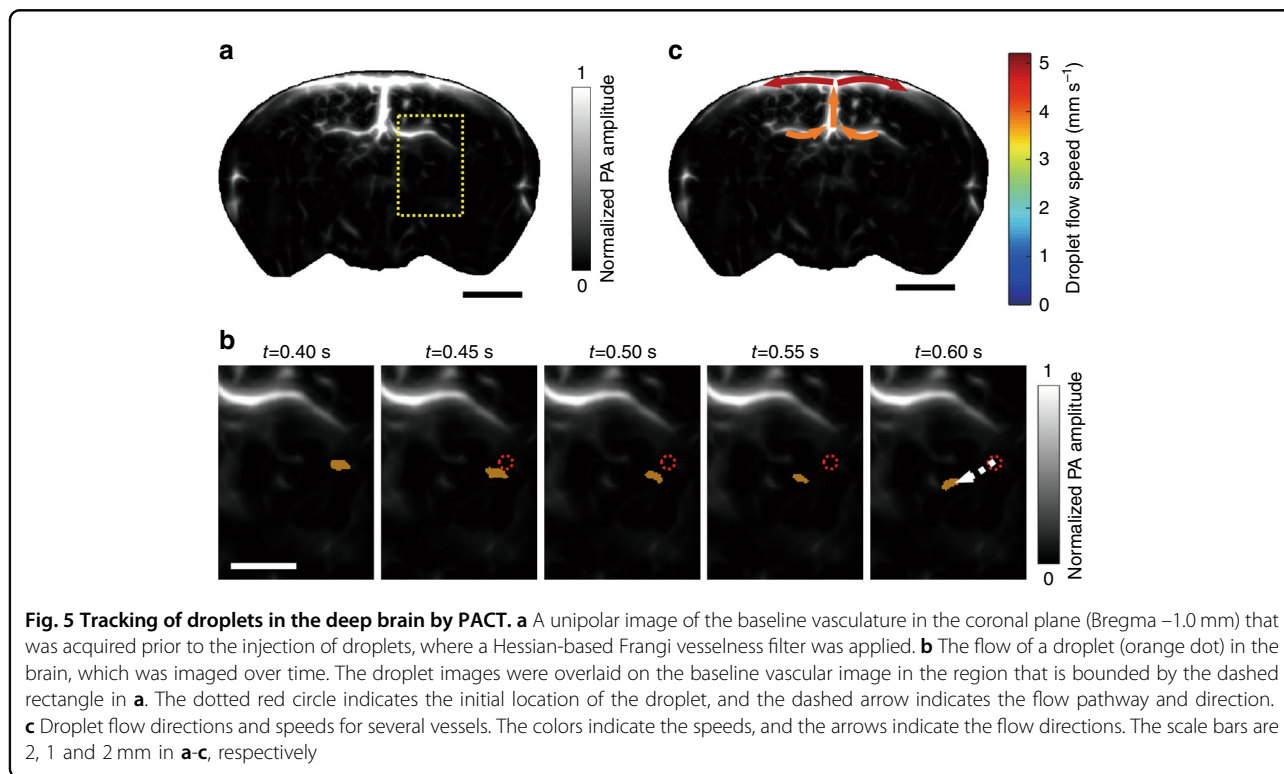 a
1
Normalized PA amplitude
0
c
5
4
3
2
1
0
Droplet flow speed (mm s⁻¹)
b
t=0.40 s
t=0.45 s
t=0.50 s
t=0.55 s
t=0.60 s
1
Normalized PA amplitude
0
Fig. 5 Tracking of droplets in the deep brain by PACT. a A unipolar image of the baseline vasculature in the coronal plane (Bregma –1.0 mm) that
was acquired prior to the injection of droplets, where a Hessian-based Frangi vesselness filter was applied. b The flow of a droplet (orange dot) in the
brain, which was imaged over time. The droplet images were overlaid on the baseline vascular image in the region that is bounded by the dashed
rectangle in a. The dotted red circle indicates the initial location of the droplet, and the dashed arrow indicates the flow pathway and direction.
c Droplet flow directions and speeds for several vessels. The colors indicate the speeds, and the arrows indicate the flow directions. The scale bars are
2, 1 and 2 mm in a-c, respectively